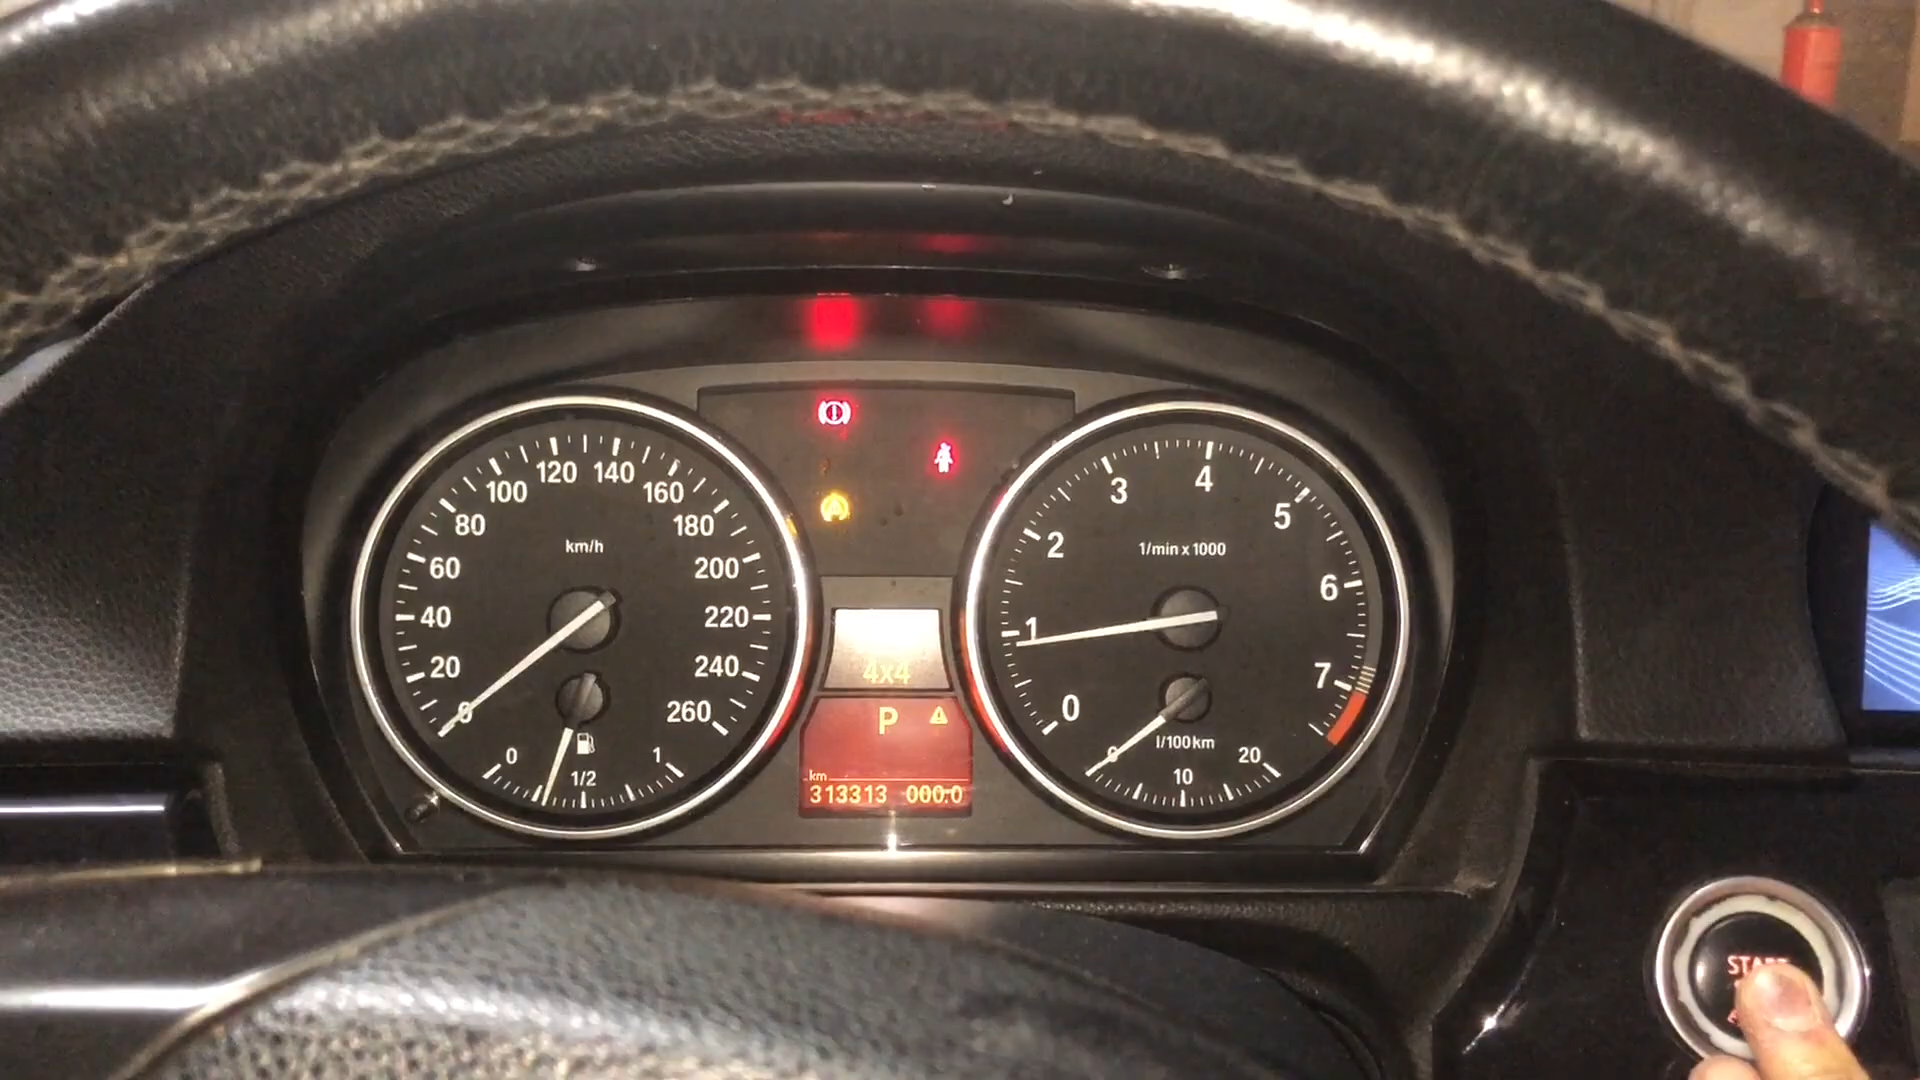 120 140
100 160
80 180
km/h
60 200
40 220
20 240
0 260
0 1/2 1
4
3 5
2
1/min x 1000
6
1
7
0
l/100km
0 10 20
4x4
P
km
313313 000.0
START